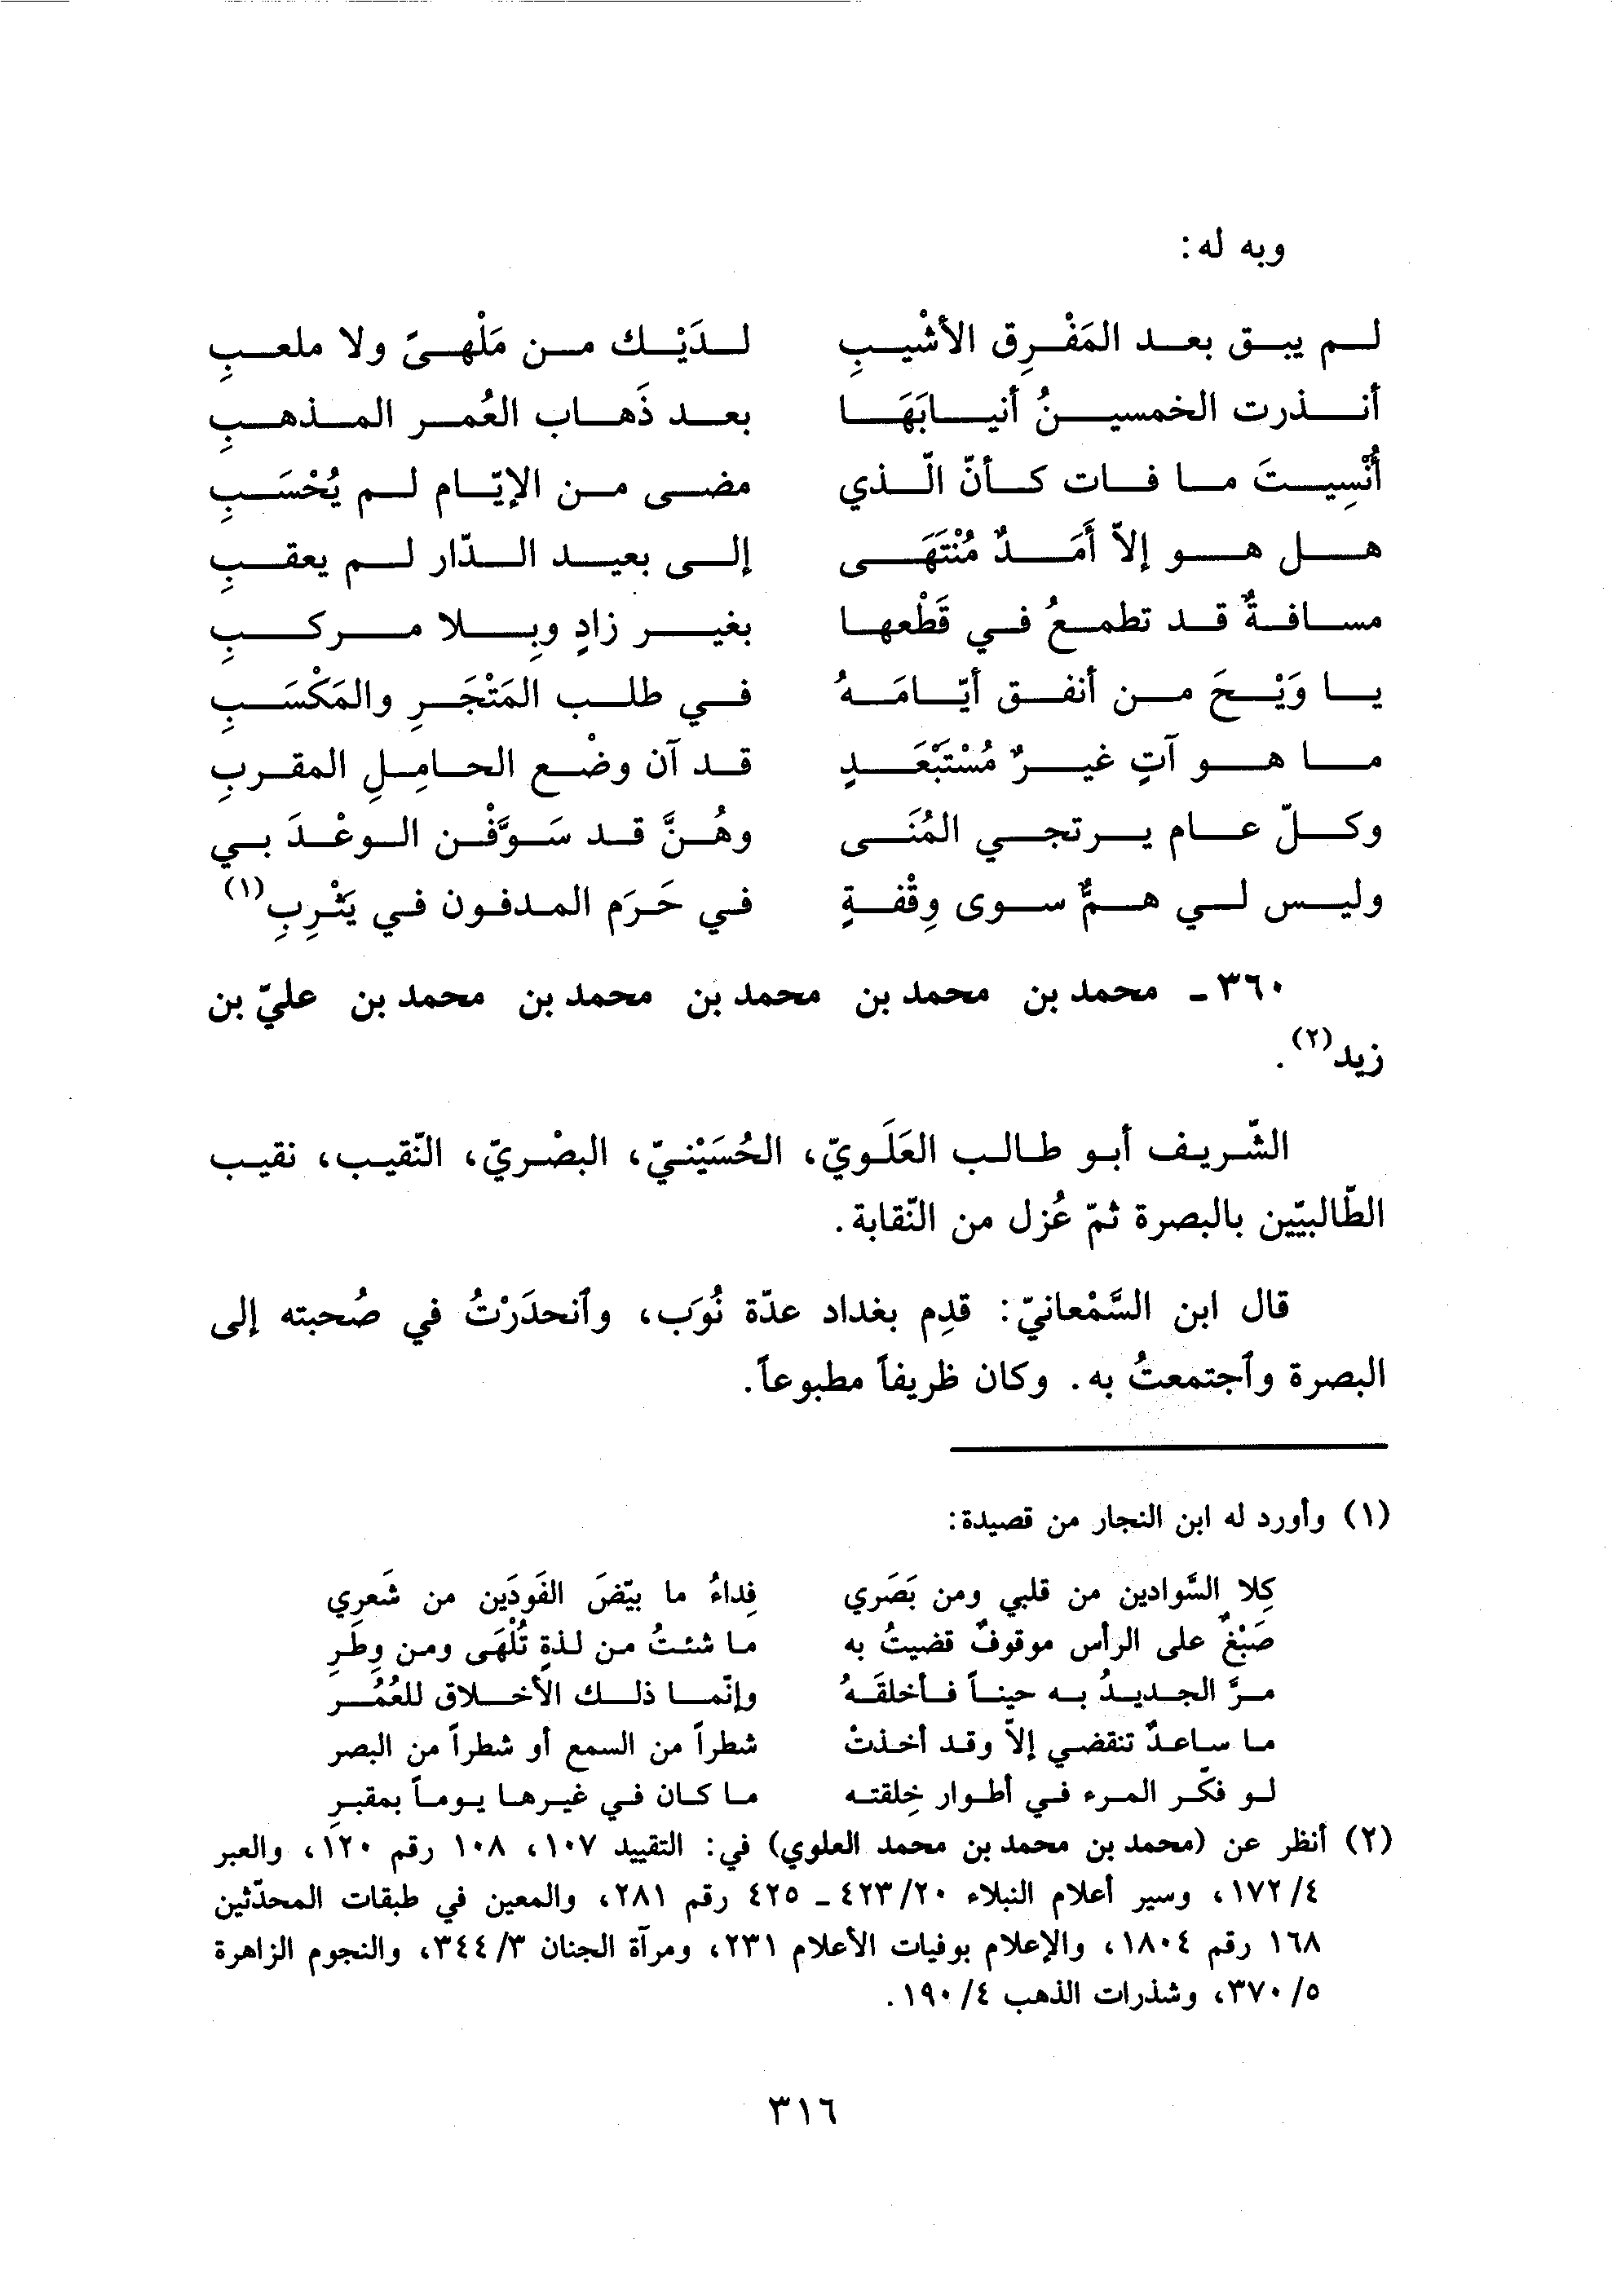 وبه له:
لم يبق بعد المَفْرِق الأشْيبِ لدَيْك من مَلْهىً ولا ملعبِ
أنذرت الخمسينُ أنيابَهَا بعد ذَهاب العُمر المذهبِ
أُنْسِيتَ ما فات كأنّ الّذي مضى من الإيّام لم يُحْسَبِ
هل هو إلاّ أَمَدٌ مُنْتَهَى إلى بعيد الدّار لم يعقبِ
مسافةٌ قد تطمعُ في قَطْعها بغير زادٍ وبِلا مركبِ
يا وَيْحَ من أنفق أيّامَهُ في طلب المَتْجَرِ والمَكْسَبِ
ما هو آتٍ غيرٌ مُسْتَبْعَدٍ قد آن وضْع الحامِلِ المقربِ
وكلّ عام يرتجي المُنَى وهُنَّ قد سَوَّفْن الوعْدَ بي
وليس لي همٌّ سوى وِقْفةٍ في حَرَم المدفون في يَثْرِبِ(١)
٣٦٠ ـ محمد بن محمد بن محمد بن محمد بن محمد بن عليّ بن
زيد(٢).
الشّريف أبو طالب العَلَويّ، الحُسَيْنيّ، البصْريّ، النّقيب، نقيب
الطّالبيّين بالبصرة ثمّ عُزل من النّقابة.
قال ابن السَّمْعانيّ: قدِم بغداد عدّة نُوَب، وٱنحدَرْتُ في صُحبته إلى
البصرة وٱجتمعتُ به. وكان ظريفاً مطبوعاً.
(١) وأورد له ابن النجار من قصيدة:
كِلا السَّوادين من قلبي ومن بَصَري فِداءُ ما بيّضَ الفَودَين من شَعرِي
صَبْغٌ على الرأس موقوفٌ قضيتُ به ما شئتُ من لذةٍ تُلْهَى ومن وِطَرِ
مرَّ الجديدُ به حيناً فأخلقَهُ وإنّما ذلك الأخلاق للعُمُر
ما ساعدٌ تنقضي إلاّ وقد أخذتْ شطراً من السمع أو شطراً من البصر
لو فكّر المرء في أطوار خِلقته ما كان في غيرها يوماً بمقبرِ
(٢) أنظر عن (محمد بن محمد بن محمد العلوي) في: التقييد ١٠٧، ١٠٨ رقم ١٢٠، والعبر
١٧٢/٤، وسير أعلام النبلاء ٤٢٣/٢٠ ـ ٤٢٥ رقم ٢٨١، والمعين في طبقات المحدّثين
١٦٨ رقم ١٨٠٤، والإعلام بوفيات الأعلام ٢٣١، ومرآة الجنان ٣٤٤/٣، والنجوم الزاهرة
٣٧٠/٥، وشذرات الذهب ١٩٠/٤.
٣١٦